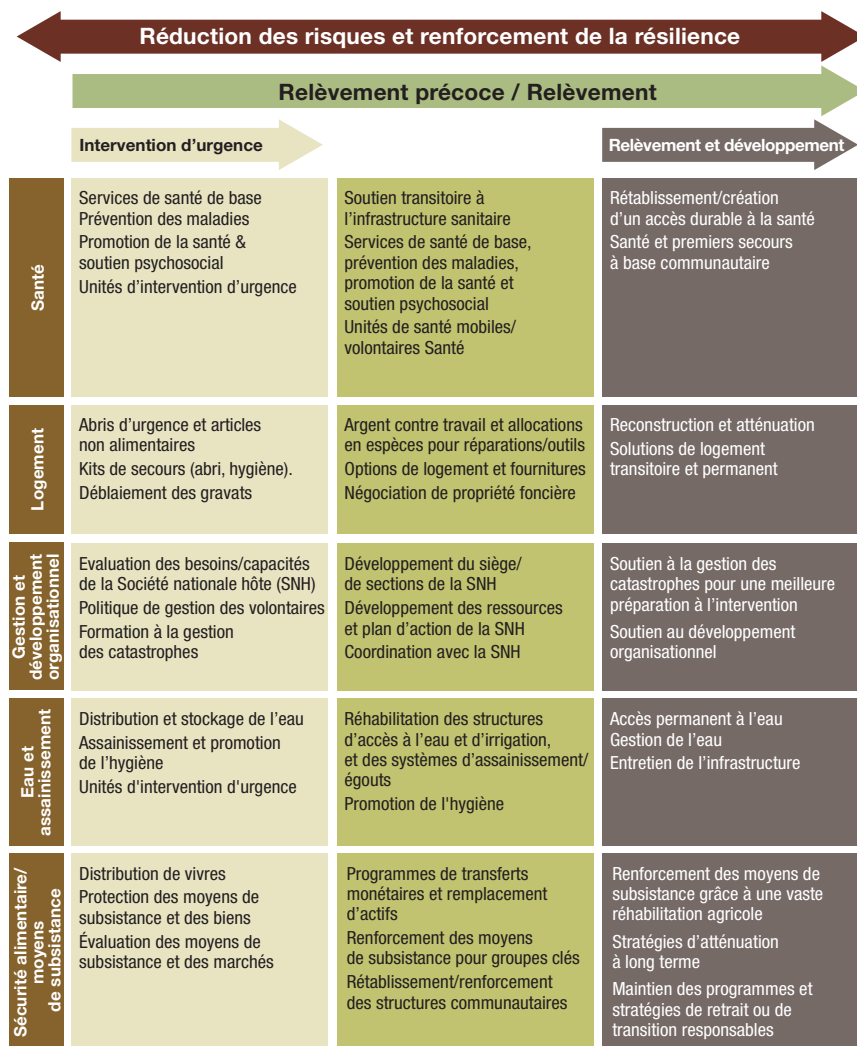 Réduction des risques et renforcement de la résilience
Relèvement précoce / Relèvement
Intervention d'urgence
Relèvement et développement
Santé
Services de santé de base
Prévention des maladies
Promotion de la santé &
soutien psychosocial
Unités d'intervention d'urgence
Soutien transitoire à
l'infrastructure sanitaire
Services de santé de base,
prévention des maladies,
promotion de la santé et
soutien psychosocial
Unités de santé mobiles/
volontaires Santé
Rétablissement/création
d'un accès durable à la santé
Santé et premiers secours
à base communautaire
Logement
Abris d'urgence et articles
non alimentaires
Kits de secours (abri, hygiène).
Déblaiement des gravats
Argent contre travail et allocations
en espèces pour réparations/outils
Options de logement et fournitures
Négociation de propriété foncière
Reconstruction et atténuation
Solutions de logement
transitoire et permanent
Gestion et
développement
organisationnel
Evaluation des besoins/capacités
de la Société nationale hôte (SNH)
Politique de gestion des volontaires
Formation à la gestion
des catastrophes
Développement du siège/
de sections de la SNH
Développement des ressources
et plan d'action de la SNH
Coordination avec la SNH
Soutien à la gestion des
catastrophes pour une meilleure
préparation à l'intervention
Soutien au développement
organisationnel
Eau et
assainissement
Distribution et stockage de l'eau
Assainissement et promotion
de l'hygiène
Unités d'intervention d'urgence
Réhabilitation des structures
d'accès à l'eau et d'irrigation,
et des systèmes d'assainissement/
égouts
Promotion de l'hygiène
Accès permanent à l'eau
Gestion de l'eau
Entretien de l'infrastructure
Sécurité alimentaire/
moyens
de subsistance
Distribution de vivres
Protection des moyens de
subsistance et des biens
Évaluation des moyens de
subsistance et des marchés
Programmes de transferts
monétaires et remplacement
d'actifs
Renforcement des moyens
de subsistance pour groupes clés
Rétablissement/renforcement
des structures communautaires
Renforcement des moyens de
subsistance grâce à une vaste
réhabilitation agricole
Stratégies d'atténuation
à long terme
Maintien des programmes et
stratégies de retrait ou de
transition responsables